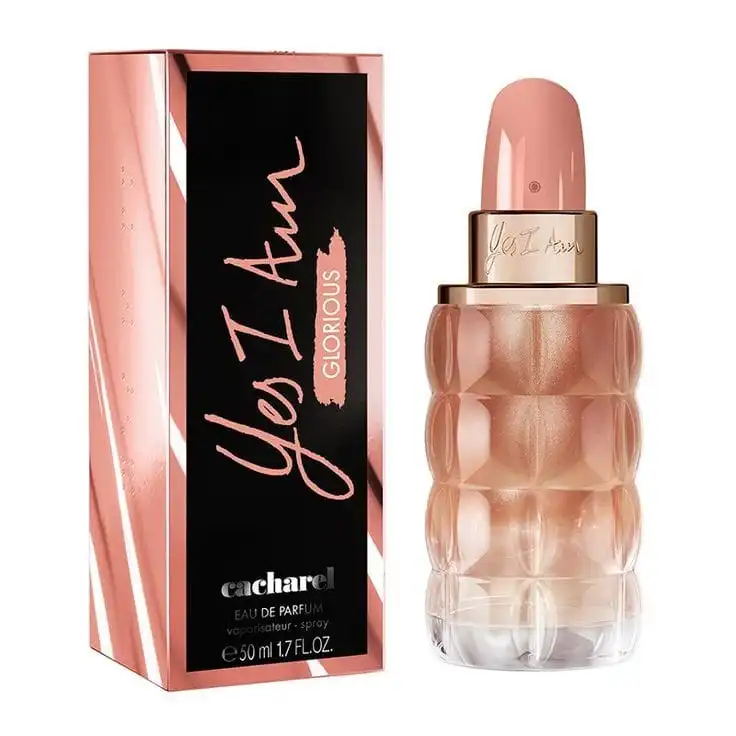 Yes I Am
GLORIOUS
cacharel
EAU DE PARFUM
vaporisateur - spray
℮ 50 ml 1.7 FL.OZ.
Yes I Am